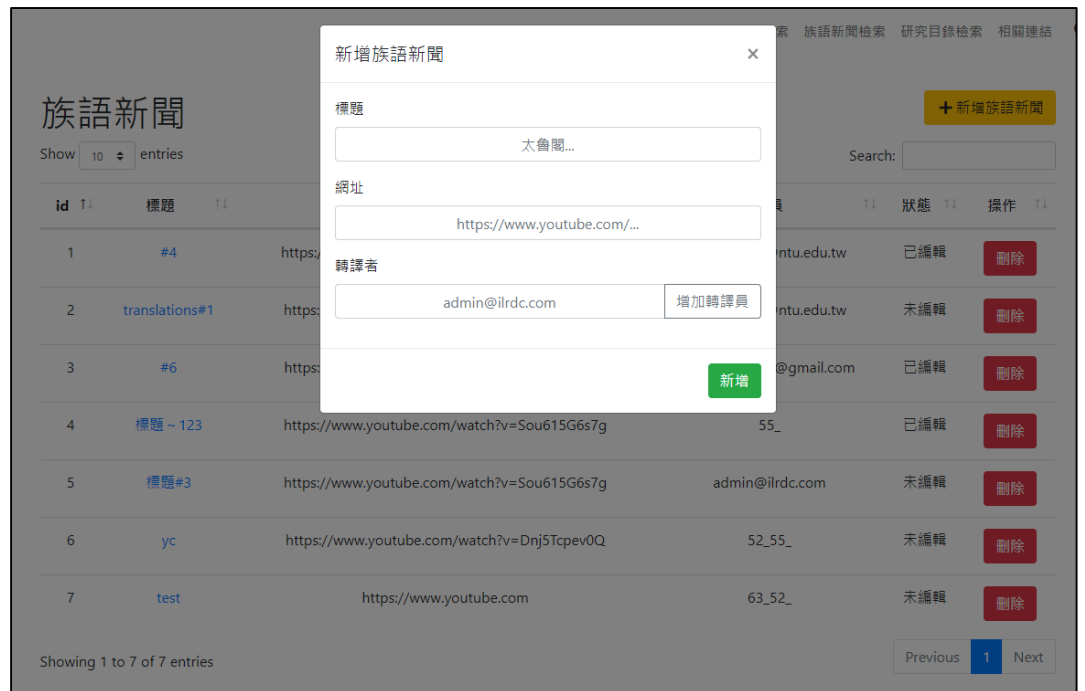 索 族語新聞檢索 研究目錄檢索 相關連結
新增族語新聞 ×
標題
太魯閣...
網址
https://www.youtube.com/...
轉譯者
admin@ilrdc.com 增加轉譯員
新增
族語新聞
新增族語新聞
Show 10 entries
Search:
id 標題 員 狀態 操作
1 #4 https:/ ntu.edu.tw 已編輯 刪除
2 translations#1 https: ntu.edu.tw 未編輯 刪除
3 #6 https: @gmail.com 已編輯 刪除
4 標題 ~ 123 https://www.youtube.com/watch?v=Sou615G6s7g 55_ 已編輯 刪除
5 標題#3 https://www.youtube.com/watch?v=Sou615G6s7g admin@ilrdc.com 未編輯 刪除
6 yc https://www.youtube.com/watch?v=Dnj5Tcpev0Q 52_55_ 未編輯 刪除
7 test https://www.youtube.com 63_52_ 未編輯 刪除
Showing 1 to 7 of 7 entries
Previous 1 Next